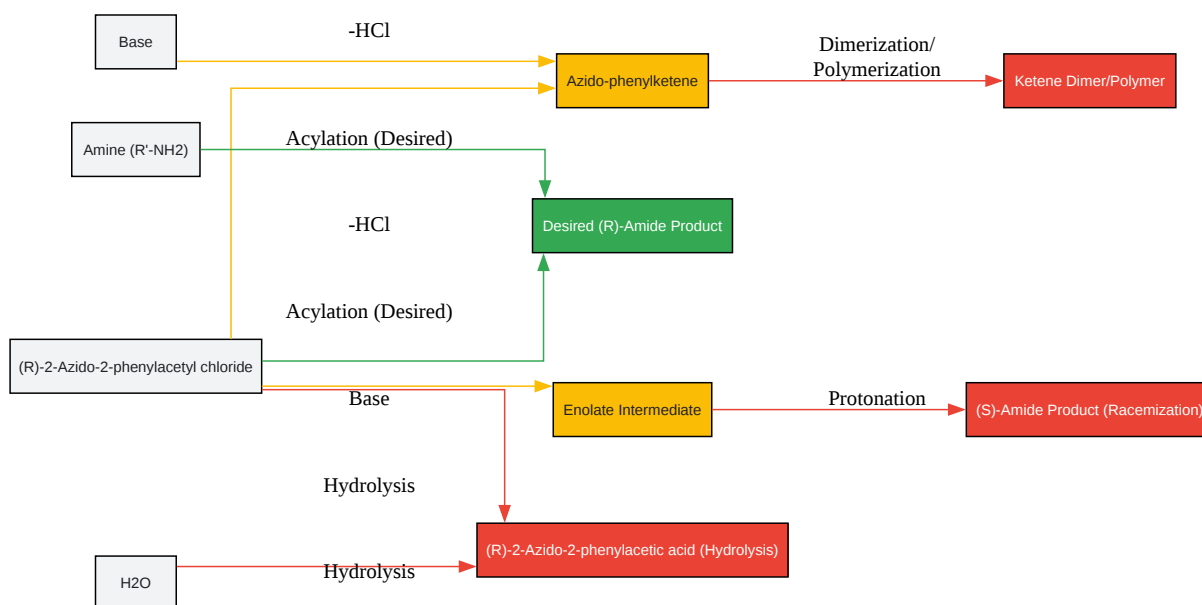 Base
-HCl
Dimerization/
Polymerization
Azido-phenylketene
Ketene Dimer/Polymer
Amine (R'-NH2)
Acylation (Desired)
Desired (R)-Amide Product
-HCl
Acylation (Desired)
(R)-2-Azido-2-phenylacetyl chloride
Base
Enolate Intermediate
Protonation
(S)-Amide Product (Racemization)
Hydrolysis
(R)-2-Azido-2-phenylacetic acid (Hydrolysis)
H2O
Hydrolysis